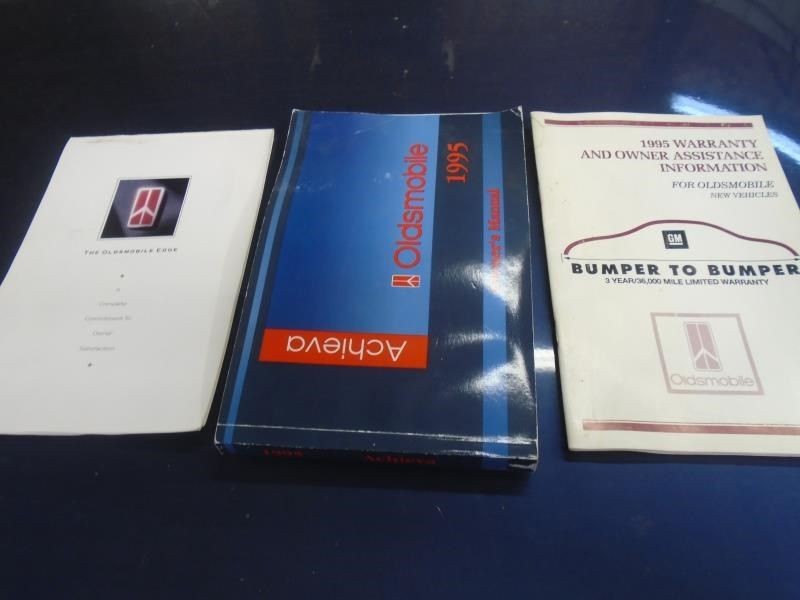 THE OLDSMOBILE EDGE
A
Complete
Commitment To
Owner
Satisfaction
Oldsmobile
1995
Owner's Manual
Achieva
1995 Achieva
1995 WARRANTY
AND OWNER ASSISTANCE
INFORMATION
FOR OLDSMOBILE
NEW VEHICLES
GM
BUMPER TO BUMPER
3 YEAR/36,000 MILE LIMITED WARRANTY
Oldsmobile